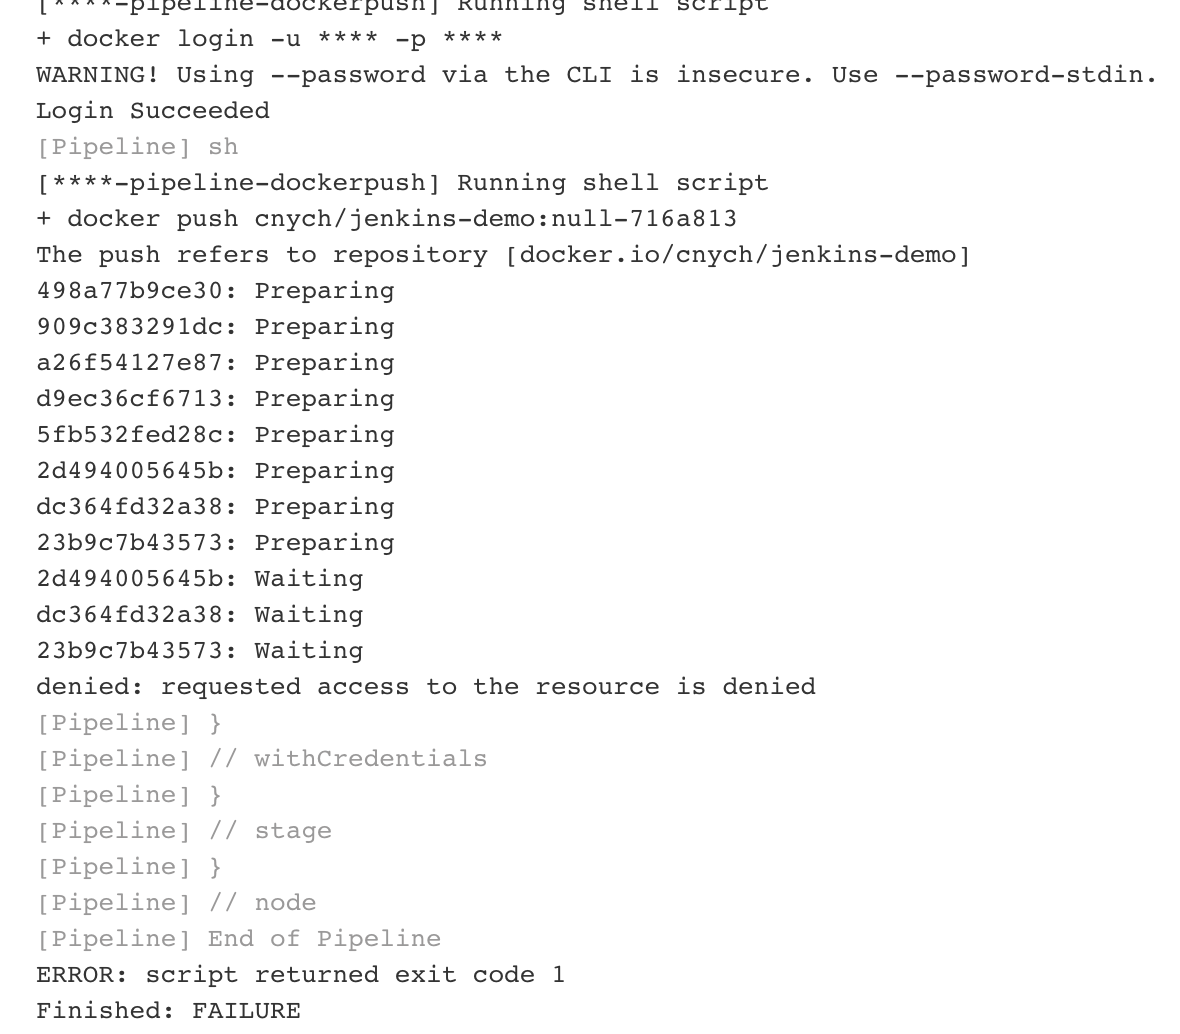 [****-pipeline-dockerpush] Running shell script
+ docker login -u **** -p ****
WARNING! Using --password via the CLI is insecure. Use --password-stdin.
Login Succeeded
[Pipeline] sh
[****-pipeline-dockerpush] Running shell script
+ docker push cnych/jenkins-demo:null-716a813
The push refers to repository [docker.io/cnych/jenkins-demo]
498a77b9ce30: Preparing
909c383291dc: Preparing
a26f54127e87: Preparing
d9ec36cf6713: Preparing
5fb532fed28c: Preparing
2d494005645b: Preparing
dc364fd32a38: Preparing
23b9c7b43573: Preparing
2d494005645b: Waiting
dc364fd32a38: Waiting
23b9c7b43573: Waiting
denied: requested access to the resource is denied
[Pipeline] }
[Pipeline] // withCredentials
[Pipeline] }
[Pipeline] // stage
[Pipeline] }
[Pipeline] // node
[Pipeline] End of Pipeline
ERROR: script returned exit code 1
Finished: FAILURE